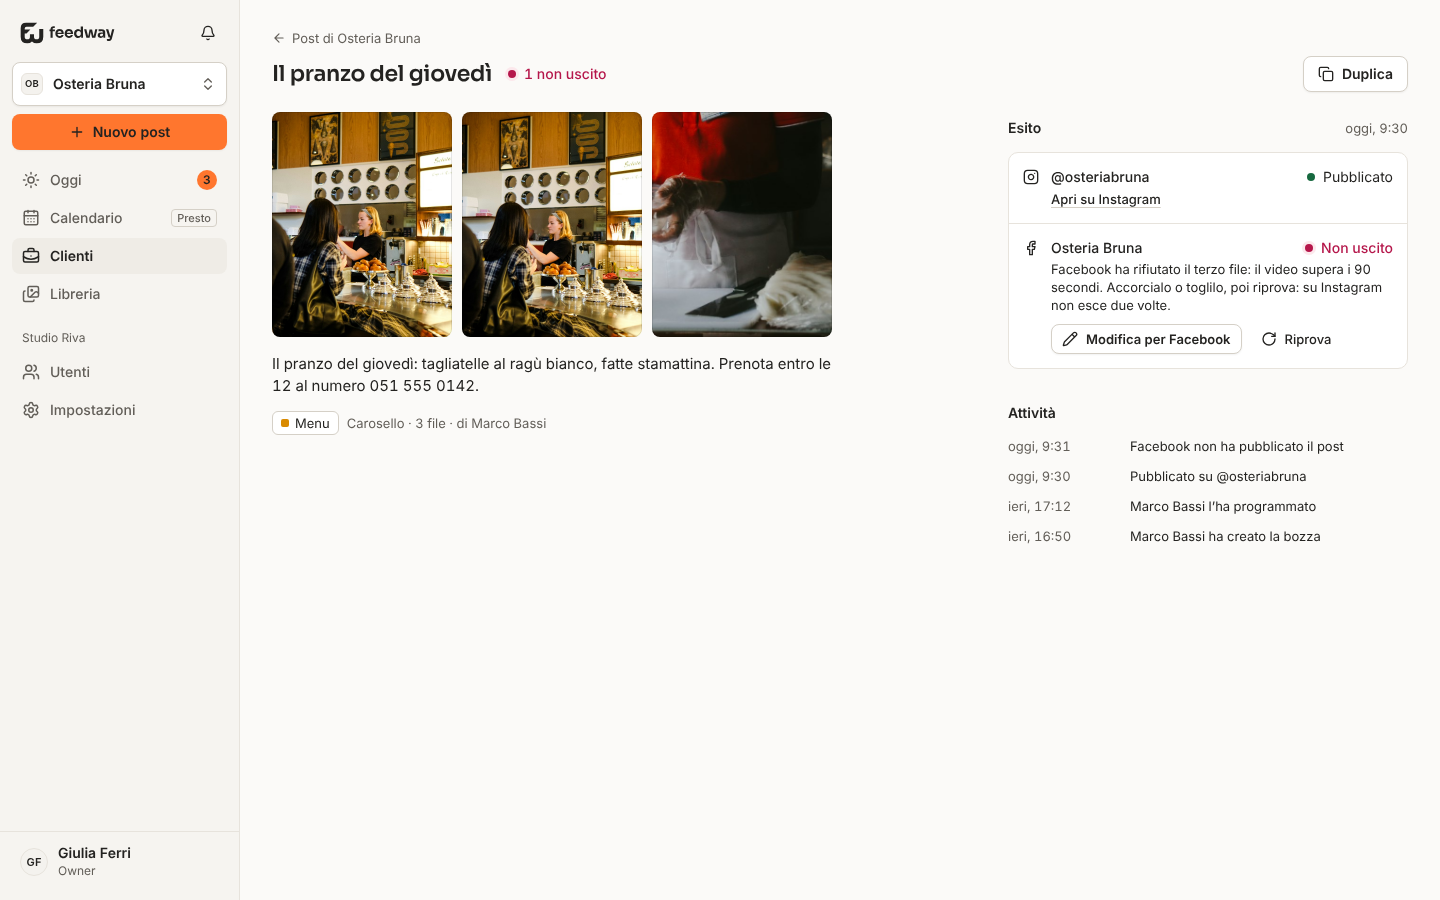 feedway
OB Osteria Bruna
Nuovo post
Oggi 3
Calendario Presto
Clienti
Libreria
Studio Riva
Utenti
Impostazioni
GF Giulia Ferri
Owner
Post di Osteria Bruna
Il pranzo del giovedì 1 non uscito
Duplica
Il pranzo del giovedì: tagliatelle al ragù bianco, fatte stamattina. Prenota entro le
12 al numero 051 555 0142.
Menu Carosello · 3 file · di Marco Bassi
Esito oggi, 9:30
@osteriabruna Pubblicato
Apri su Instagram
Osteria Bruna Non uscito
Facebook ha rifiutato il terzo file: il video supera i 90
secondi. Accorcialo o toglilo, poi riprova: su Instagram
non esce due volte.
Modifica per Facebook Riprova
Attività
oggi, 9:31 Facebook non ha pubblicato il post
oggi, 9:30 Pubblicato su @osteriabruna
ieri, 17:12 Marco Bassi l’ha programmato
ieri, 16:50 Marco Bassi ha creato la bozza